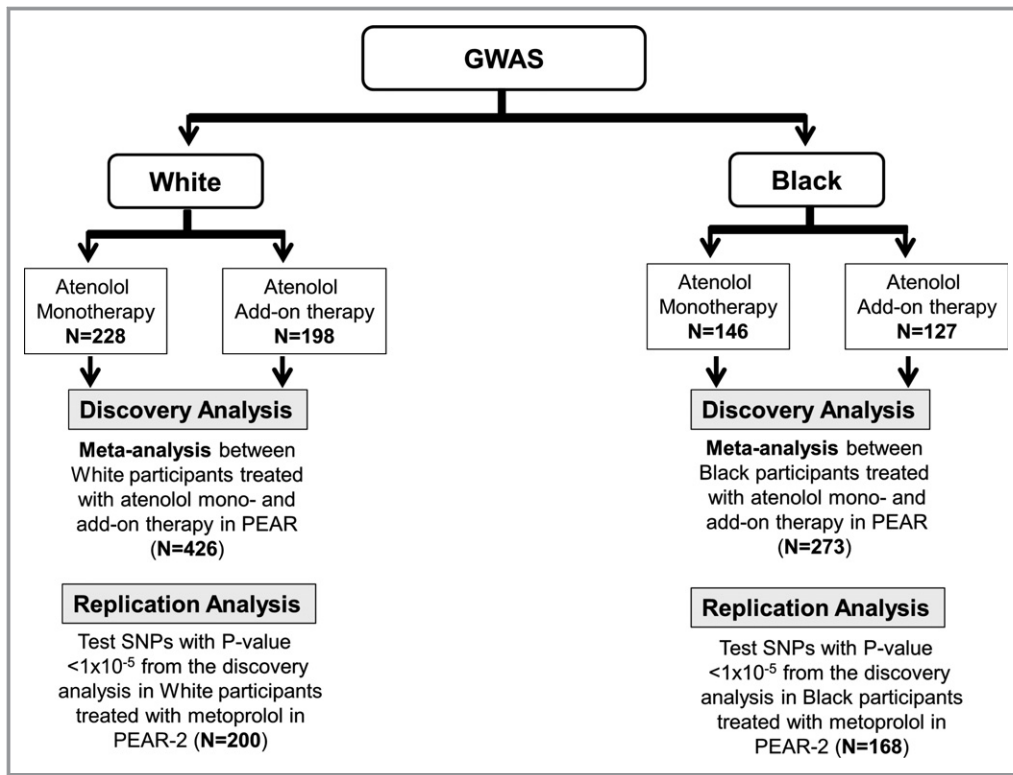 GWAS
White
Black
Atenolol
Monotherapy
N=228
Atenolol
Add-on therapy
N=198
Atenolol
Monotherapy
N=146
Atenolol
Add-on therapy
N=127
Discovery Analysis
Meta-analysis between
White participants treated
with atenolol mono- and
add-on therapy in PEAR
(N=426)
Discovery Analysis
Meta-analysis between
Black participants treated
with atenolol mono- and
add-on therapy in PEAR
(N=273)
Replication Analysis
Test SNPs with P-value
<1x10⁻⁵ from the discovery
analysis in White participants
treated with metoprolol in
PEAR-2 (N=200)
Replication Analysis
Test SNPs with P-value
<1x10⁻⁵ from the discovery
analysis in Black participants
treated with metoprolol in
PEAR-2 (N=168)